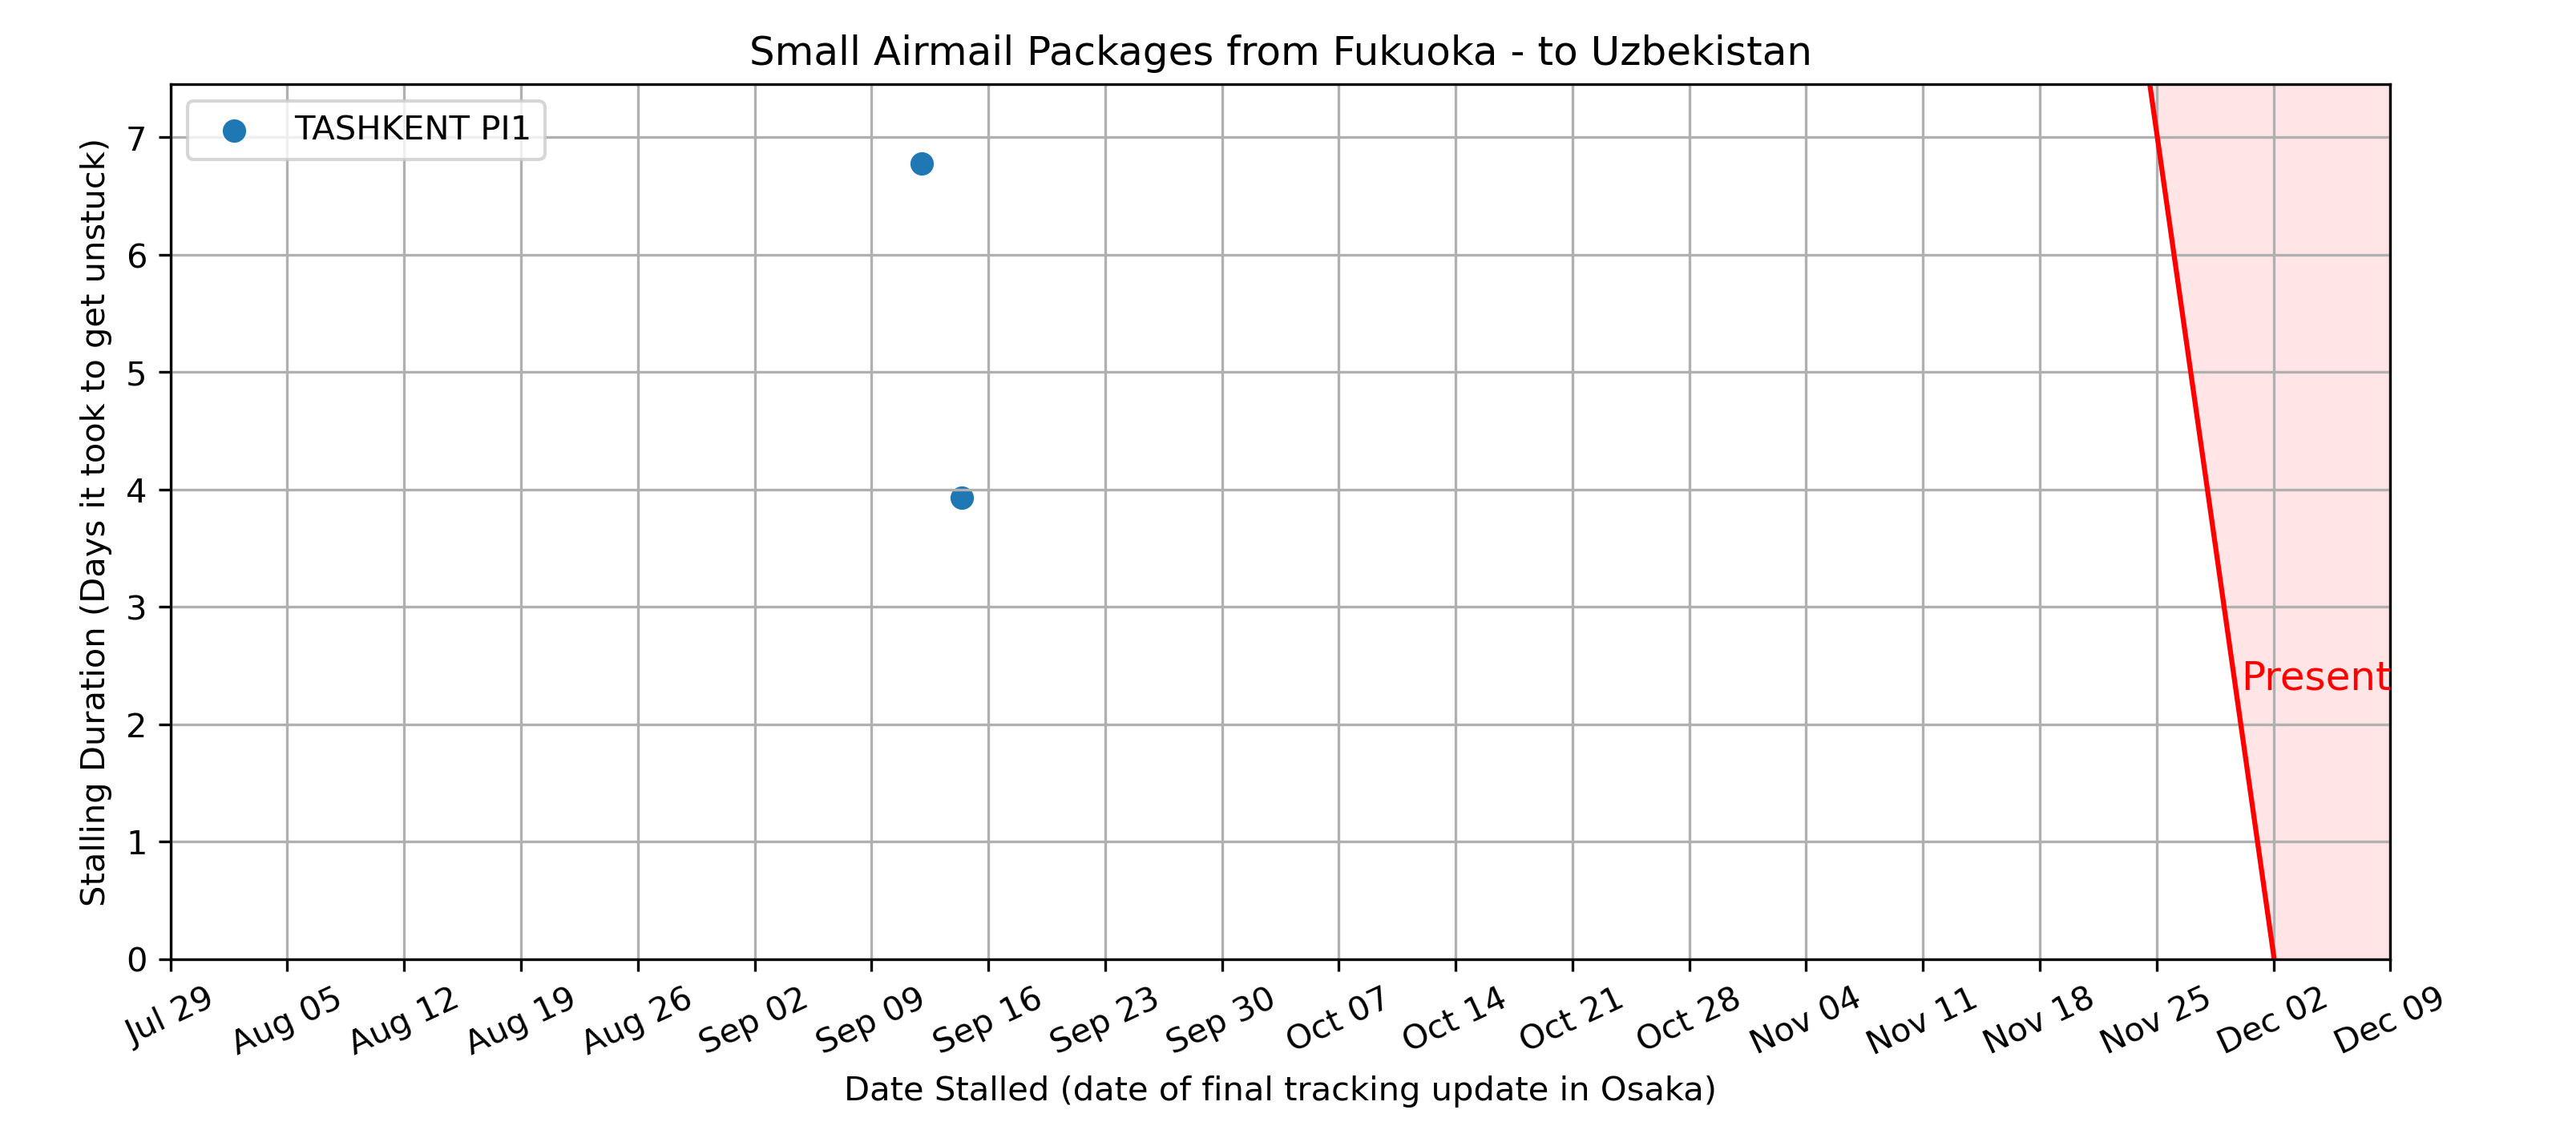 Small Airmail Packages from Fukuoka - to Uzbekistan
TASHKENT PI1
Stalling Duration (Days it took to get unstuck)
7
6
5
4
3
2
1
0
Present
Jul 29
Aug 05
Aug 12
Aug 19
Aug 26
Sep 02
Sep 09
Sep 16
Sep 23
Sep 30
Oct 07
Oct 14
Oct 21
Oct 28
Nov 04
Nov 11
Nov 18
Nov 25
Dec 02
Dec 09
Date Stalled (date of final tracking update in Osaka)